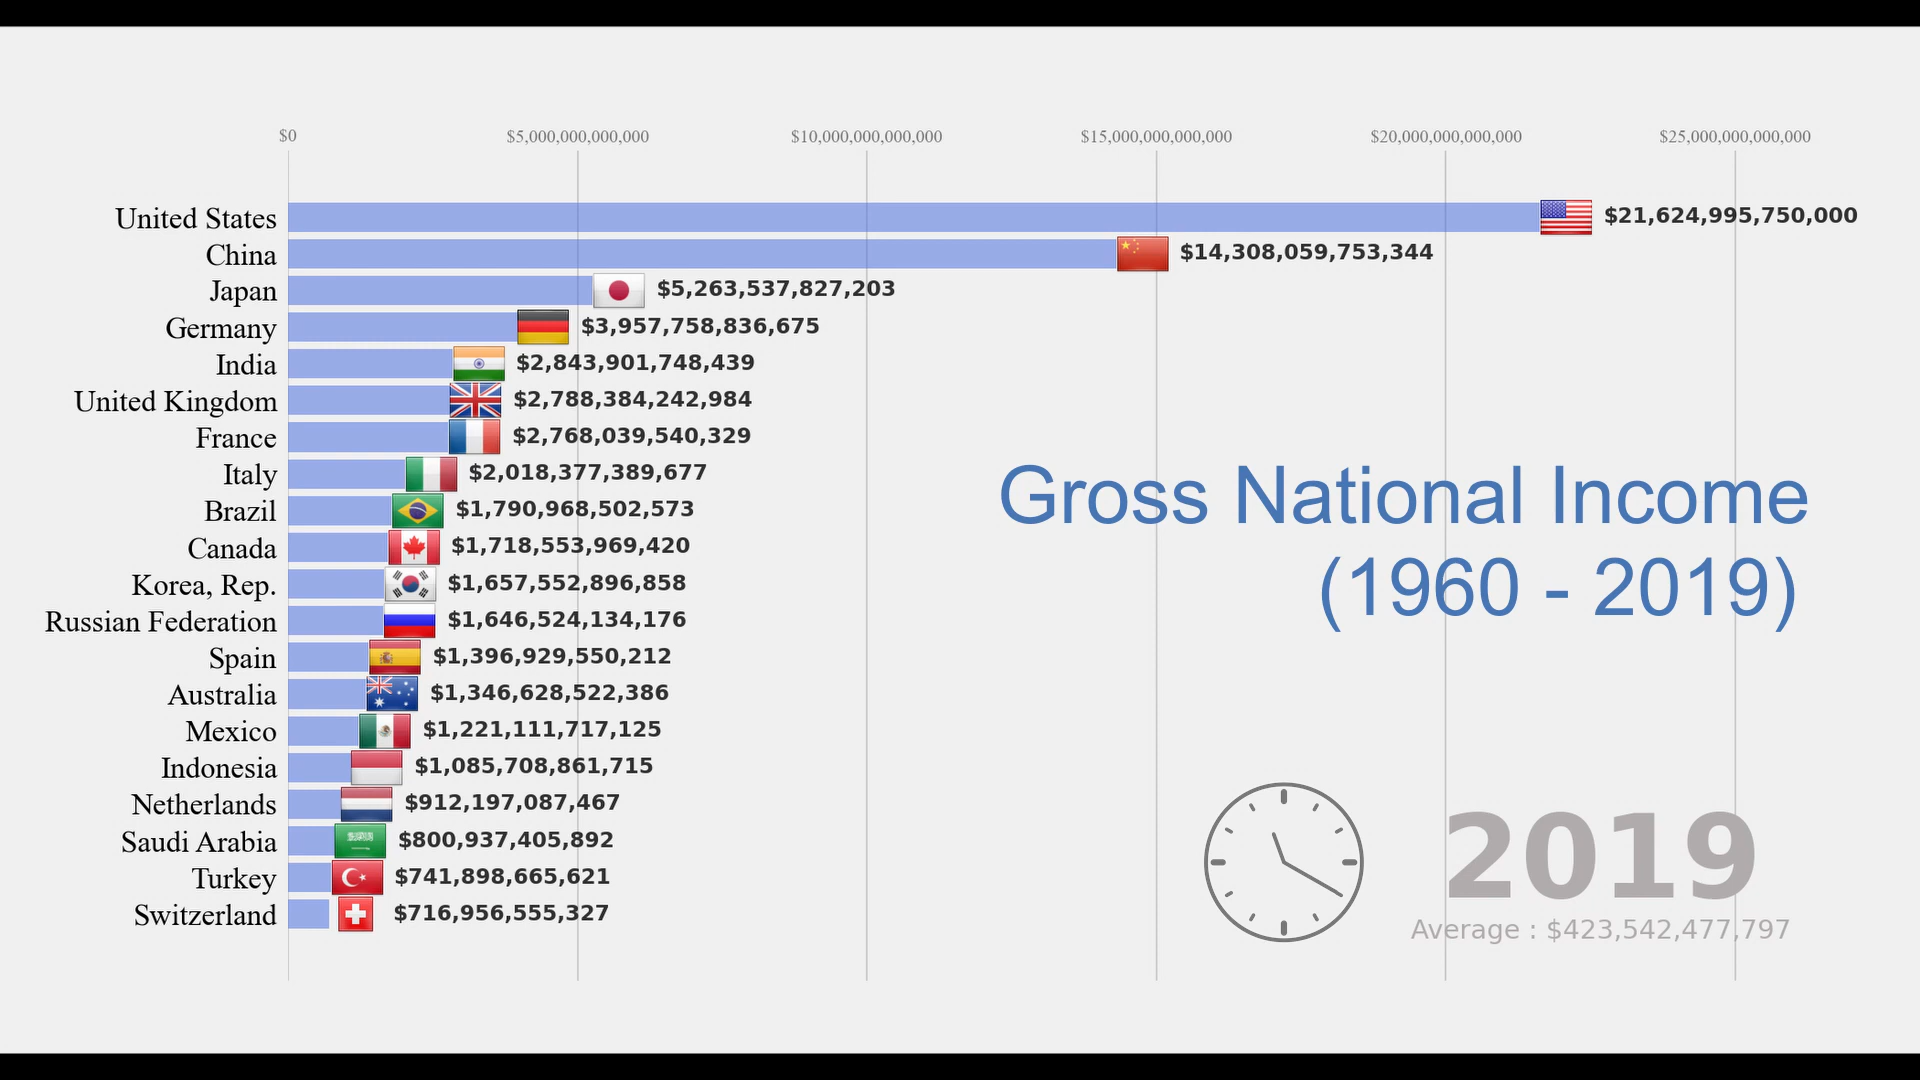 $0 $5,000,000,000,000 $10,000,000,000,000 $15,000,000,000,000 $20,000,000,000,000 $25,000,000,000,000
United States $21,624,995,750,000
China $14,308,059,753,344
Japan $5,263,537,827,203
Germany $3,957,758,836,675
India $2,843,901,748,439
United Kingdom $2,788,384,242,984
France $2,768,039,540,329
Italy $2,018,377,389,677
Brazil $1,790,968,502,573
Canada $1,718,553,969,420
Korea, Rep. $1,657,552,896,858
Russian Federation $1,646,524,134,176
Spain $1,396,929,550,212
Australia $1,346,628,522,386
Mexico $1,221,111,717,125
Indonesia $1,085,708,861,715
Netherlands $912,197,087,467
Saudi Arabia $800,937,405,892
Turkey $741,898,665,621
Switzerland $716,956,555,327
Gross National Income
(1960 - 2019)
2019
Average : $423,542,477,797